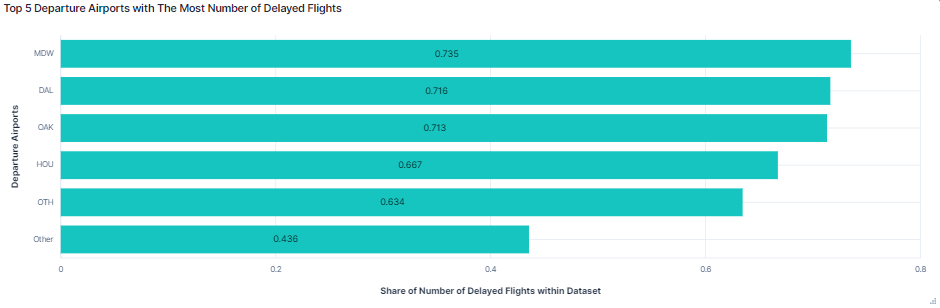 Top 5 Departure Airports with The Most Number of Delayed Flights
Departure Airports
MDW 0.735
DAL 0.716
OAK 0.713
HOU 0.667
OTH 0.634
Other 0.436
0 0.2 0.4 0.6 0.8
Share of Number of Delayed Flights within Dataset